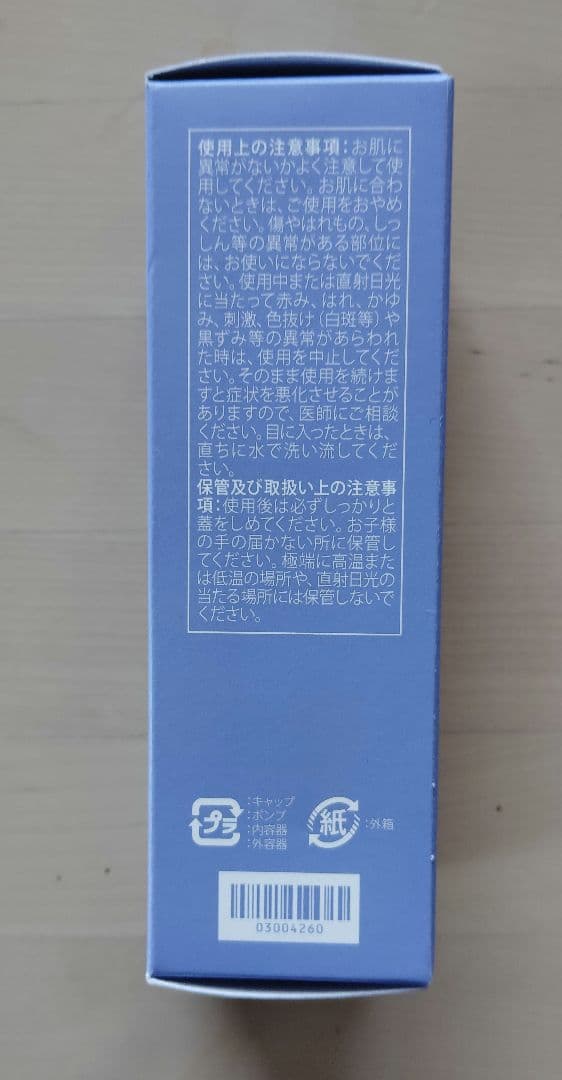 使用上の注意事項：お肌に
異常がないかよく注意して使
用してください。お肌に合わ
ないときは、ご使用をおやめ
ください。傷やはれもの、しっ
しん等の異常がある部位に
は、お使いにならないでくだ
さい。使用中または直射日光
に当たって赤み、はれ、かゆ
み、刺激、色抜け（白斑等）や
黒ずみ等の異常があらわれ
た時は、使用を中止してくだ
さい。そのまま使用を続けま
すと症状を悪化させることが
ありますので、医師にご相談
ください。目に入ったときは、
直ちに水で洗い流してくだ
さい。
保管及び取扱い上の注意事
項：使用後は必ずしっかりと
蓋をしめてください。お子様
の手の届かない所に保管し
てください。極端に高温また
は低温の場所や、直射日光の
当たる場所には保管しないで
ください。
プラ
：キャップ
：ポンプ
：内容器
：外容器
紙
：外箱
03004260